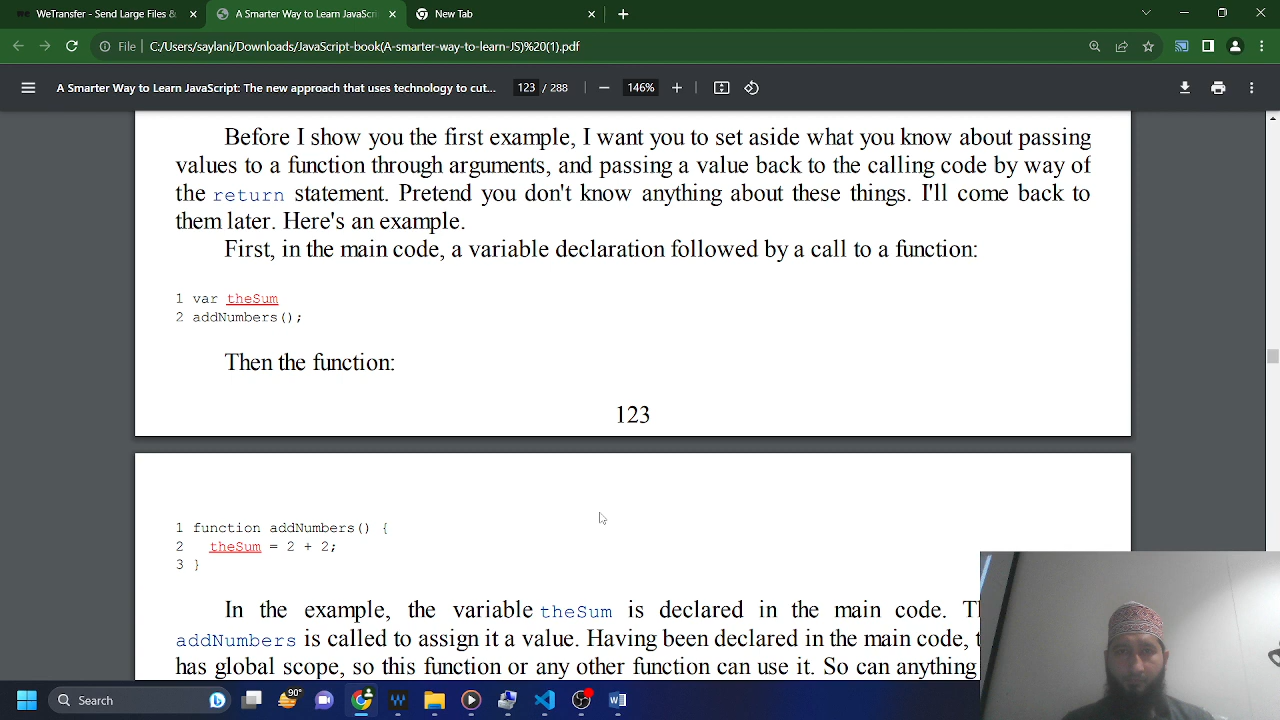 WeTransfer - Send Large Files &
A Smarter Way to Learn JavaScri
New Tab
File
C:/Users/saylani/Downloads/JavaScript-book(A-smarter-way-to-learn-JS)%20(1).pdf
A Smarter Way to Learn JavaScript: The new approach that uses technology to cut...
123 / 288
146%
Before I show you the first example, I want you to set aside what you know about passing
values to a function through arguments, and passing a value back to the calling code by way of
the return statement. Pretend you don't know anything about these things. I'll come back to
them later. Here's an example.
First, in the main code, a variable declaration followed by a call to a function:
1 var theSum
2 addNumbers();
Then the function:
123
1 function addNumbers() {
2 theSum = 2 + 2;
3 }
In the example, the variable theSum is declared in the main code.
addNumbers is called to assign it a value. Having been declared in the main code,
has global scope, so this function or any other function can use it. So can anything
Search
90°